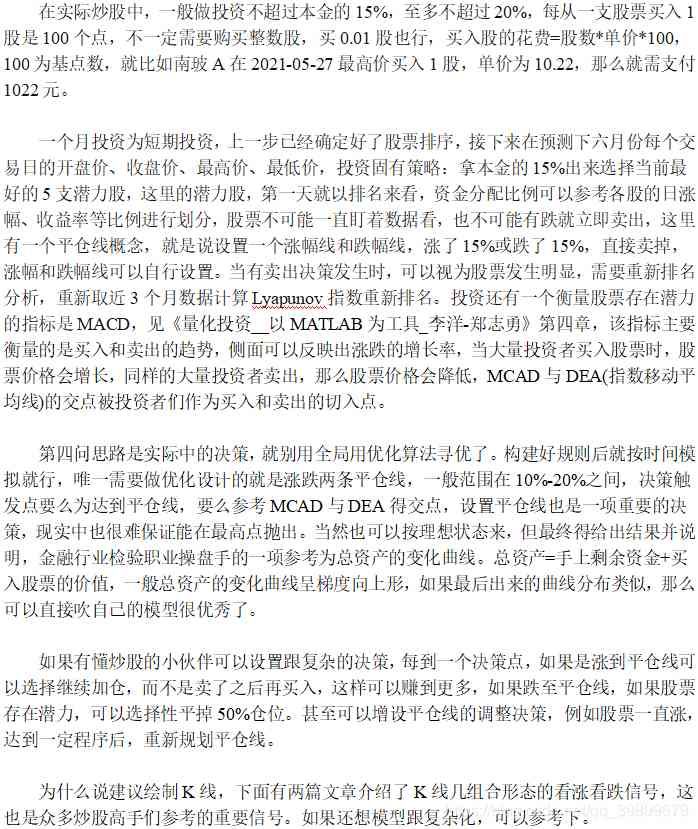 在实际炒股中，一般做投资不超过本金的 15%，至多不超过 20%，每从一支股票买入 1
股是 100 个点，不一定需要购买整数股，买 0.01 股也行，买入股的花费=股数*单价*100，
100 为基点数，就比如南玻 A 在 2021-05-27 最高价买入 1 股，单价为 10.22，那么就需支付
1022 元。
一个月投资为短期投资，上一步已经确定好了股票排序，接下来在预测下六月份每个交
易日的开盘价、收盘价、最高价、最低价，投资固有策略：拿本金的 15%出来选择当前最
好的 5 支潜力股，这里的潜力股，第一天就以排名来看，资金分配比例可以参考各股的日涨
幅、收益率等比例进行划分，股票不可能一直盯着数据看，也不可能有跌就立即卖出，这里
有一个平仓线概念，就是说设置一个涨幅线和跌幅线，涨了 15%或跌了 15%，直接卖掉，
涨幅和跌幅线可以自行设置。当有卖出决策发生时，可以视为股票发生明显，需要重新排名
分析，重新取近 3 个月数据计算 Lyapunov 指数重新排名。投资还有一个衡量股票存在潜力
的指标是 MACD，见《量化投资__以 MATLAB 为工具_李洋-郑志勇》第四章，该指标主要
衡量的是买入和卖出的趋势，侧面可以反映出涨跌的增长率，当大量投资者买入股票时，股
票价格会增长，同样的大量投资者卖出，那么股票价格会降低，MCAD 与 DEA(指数移动平
均线)的交点被投资者们作为买入和卖出的切入点。
第四问思路是实际中的决策，就别用全局用优化算法寻优了。构建好规则后就按时间模
拟就行，唯一需要做优化设计的就是涨跌两条平仓线，一般范围在 10%-20%之间，决策触
发点要么为达到平仓线，要么参考 MCAD 与 DEA 得交点，设置平仓线也是一项重要的决
策，现实中也很难保证能在最高点抛出。当然也可以按理想状态来，但最终得给出结果并说
明，金融行业检验职业操盘手的一项参考为总资产的变化曲线。总资产=手上剩余资金+买
入股票的价值，一般总资产的变化曲线呈梯度向上形，如果最后出来的曲线分布类似，那么
可以直接吹自己的模型很优秀了。
如果有懂炒股的小伙伴可以设置跟复杂的决策，每到一个决策点，如果是涨到平仓线可
以选择继续加仓，而不是卖了之后再买入，这样可以赚到更多，如果跌至平仓线，如果股票
存在潜力，可以选择性平掉 50%仓位。甚至可以增设平仓线的调整决策，例如股票一直涨，
达到一定程序后，重新规划平仓线。
为什么说建议绘制 K 线，下面有两篇文章介绍了 K 线几组合形态的看涨看跌信号，这
也是众多炒股高手们参考的重要信号。如果还想模型跟复杂化，可以参考下。